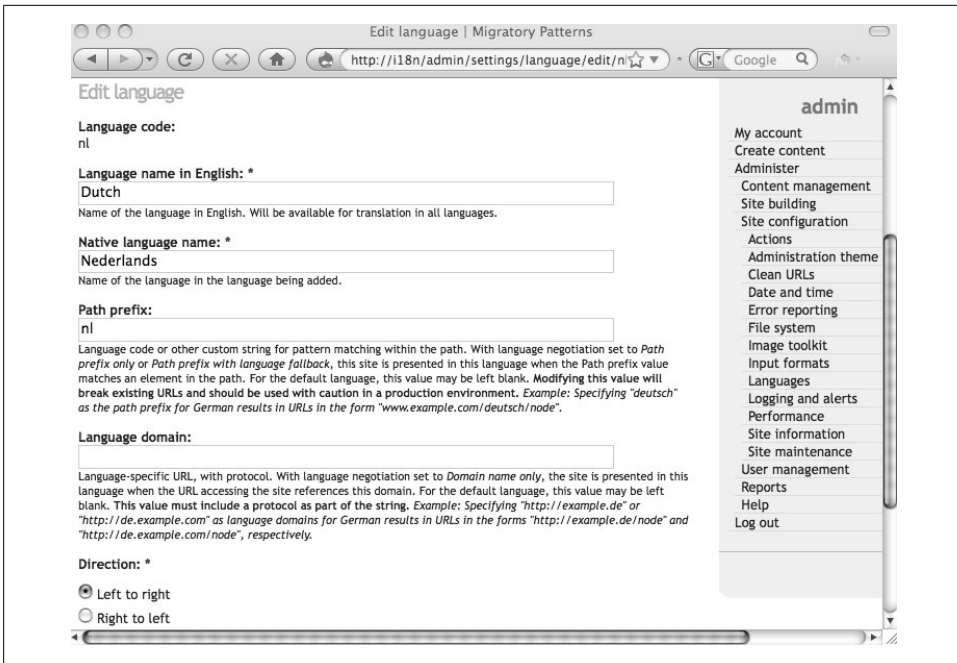 Edit language | Migratory Patterns
http://i18n/admin/settings/language/edit/nl
Google
Edit language
Language code:
nl
Language name in English: *
Dutch
Name of the language in English. Will be available for translation in all languages.
Native language name: *
Nederlands
Name of the language in the language being added.
Path prefix:
nl
Language code or other custom string for pattern matching within the path. With language negotiation set to Path
prefix only or Path prefix with language fallback, this site is presented in this language when the Path prefix value
matches an element in the path. For the default language, this value may be left blank. Modifying this value will
break existing URLs and should be used with caution in a production environment. Example: Specifying "deutsch"
as the path prefix for German results in URLs in the form "www.example.com/deutsch/node".
Language domain:
Language-specific URL, with protocol. With language negotiation set to Domain name only, the site is presented in this
language when the URL accessing the site references this domain. For the default language, this value may be left
blank. This value must include a protocol as part of the string. Example: Specifying "http://example.de" or
"http://de.example.com" as language domains for German results in URLs in the forms "http://example.de/node" and
"http://de.example.com/node", respectively.
Direction: *
Left to right
Right to left
admin
My account
Create content
Administer
Content management
Site building
Site configuration
Actions
Administration theme
Clean URLs
Date and time
Error reporting
File system
Image toolkit
Input formats
Languages
Logging and alerts
Performance
Site information
Site maintenance
User management
Reports
Help
Log out